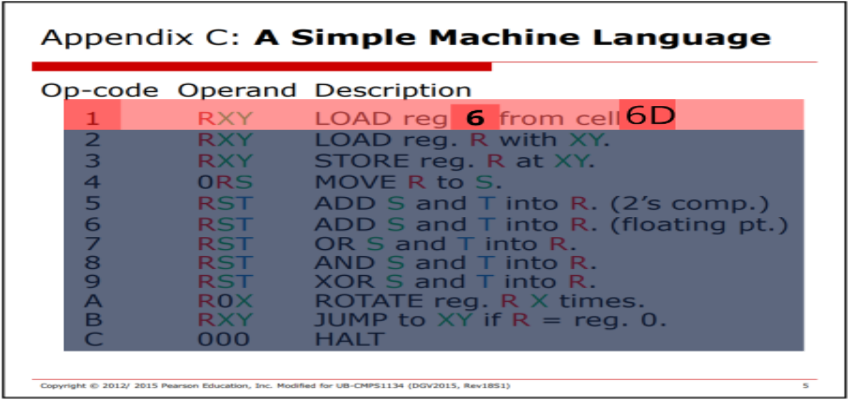 Appendix C: A Simple Machine Language
Op-code Operand Description
1 RXY LOAD reg 6 from cell 6D
2 RXY LOAD reg. R with XY.
3 RXY STORE reg. R at XY.
4 0RS MOVE R to S.
5 RST ADD S and T into R. (2's comp.)
6 RST ADD S and T into R. (floating pt.)
7 RST OR S and T into R.
8 RST AND S and T into R.
9 RST XOR S and T into R.
A R0X ROTATE reg. R X times.
B RXY JUMP to XY if R = reg. 0.
C 000 HALT
Copyright © 2012/ 2015 Pearson Education, Inc. Modified for UB-CMPS1134 (DGV2015, Rev18S1) 5